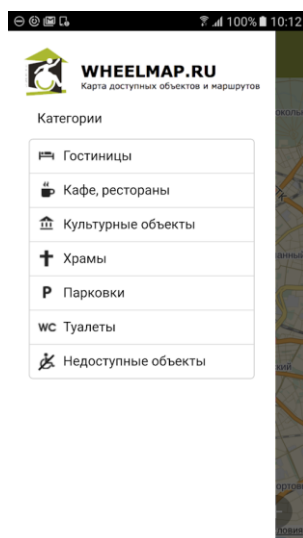 100% 10:12
WHEELMAP.RU
Карта доступных объектов и маршрутов
Категории
Гостиницы
Кафе, рестораны
Культурные объекты
Храмы
P Парковки
WC Туалеты
Недоступные объекты